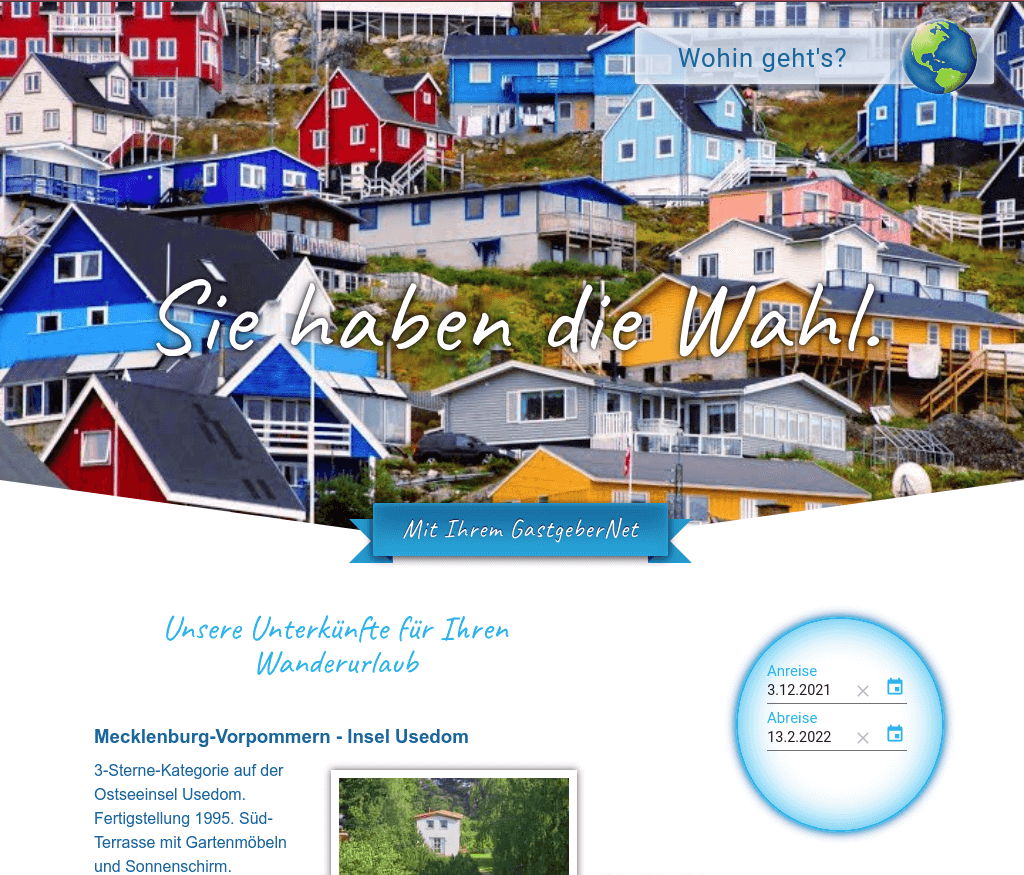 Wohin geht's?
Sie haben die Wahl.
Mit Ihrem GastgeberNet
Unsere Unterkünfte für Ihren
Wanderurlaub
Anreise
3.12.2021
Abreise
13.2.2022
Mecklenburg-Vorpommern - Insel Usedom
3-Sterne-Kategorie auf der
Ostseeinsel Usedom.
Fertigstellung 1995. Süd-
Terrasse mit Gartenmöbeln
und Sonnenschirm.